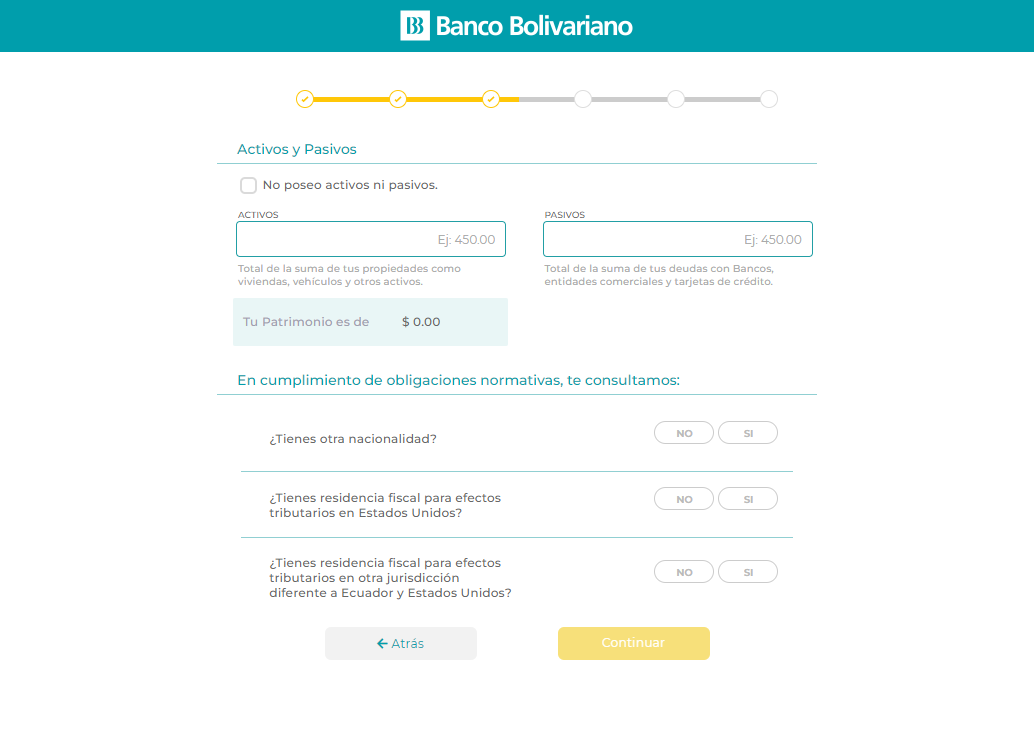 Banco Bolivariano
Activos y Pasivos
No poseo activos ni pasivos.
ACTIVOS
Ej: 450.00
Total de la suma de tus propiedades como
viviendas, vehículos y otros activos.
PASIVOS
Ej: 450.00
Total de la suma de tus deudas con Bancos,
entidades comerciales y tarjetas de crédito.
Tu Patrimonio es de $ 0.00
En cumplimiento de obligaciones normativas, te consultamos:
¿Tienes otra nacionalidad?
NO SI
¿Tienes residencia fiscal para efectos
tributarios en Estados Unidos?
NO SI
¿Tienes residencia fiscal para efectos
tributarios en otra jurisdicción
diferente a Ecuador y Estados Unidos?
NO SI
Atrás
Continuar